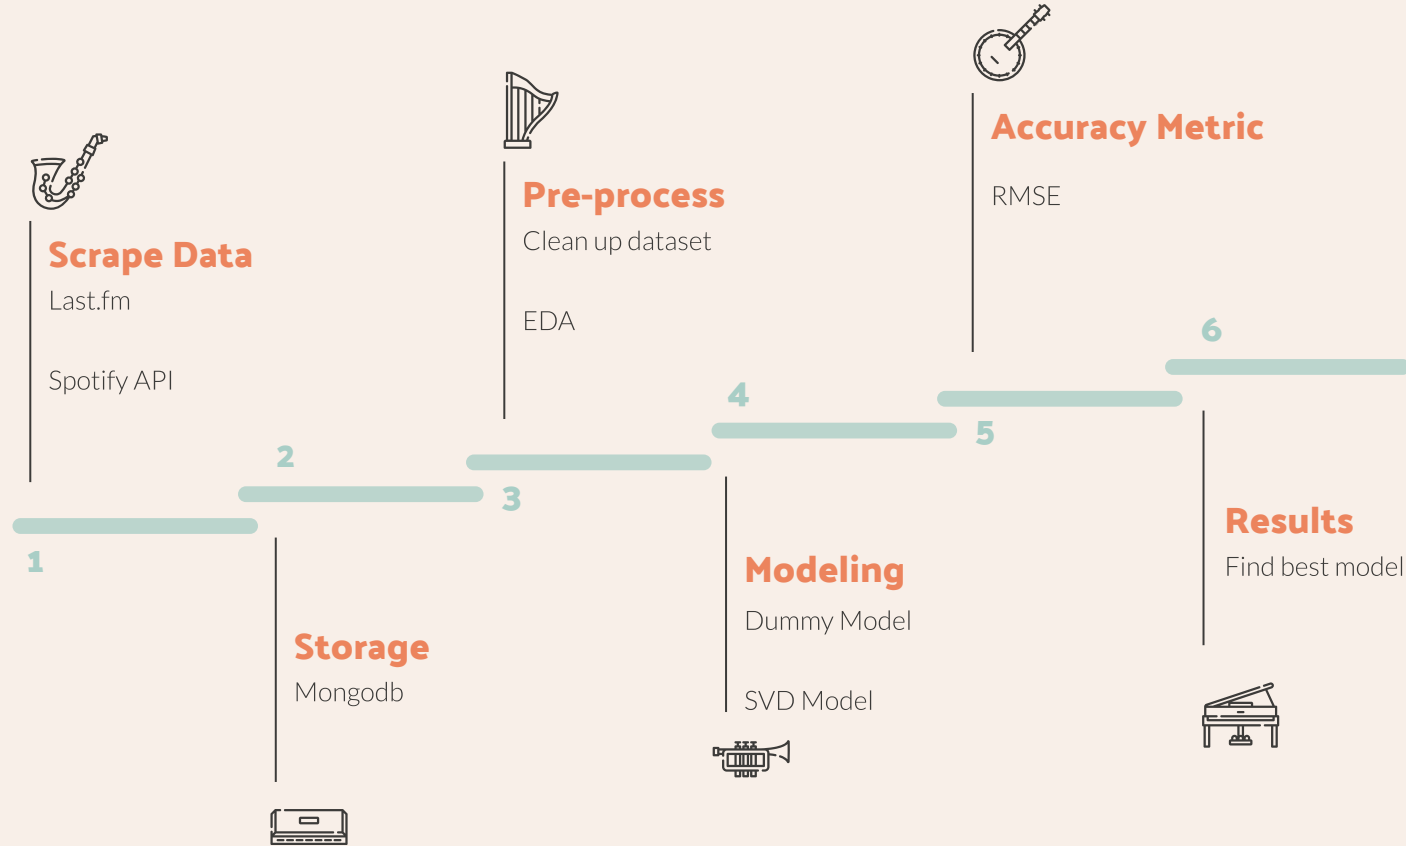 1
Scrape Data
Last.fm
Spotify API
2
Storage
Mongodb
3
Pre-process
Clean up dataset
EDA
4
Modeling
Dummy Model
SVD Model
5
Accuracy Metric
RMSE
6
Results
Find best model